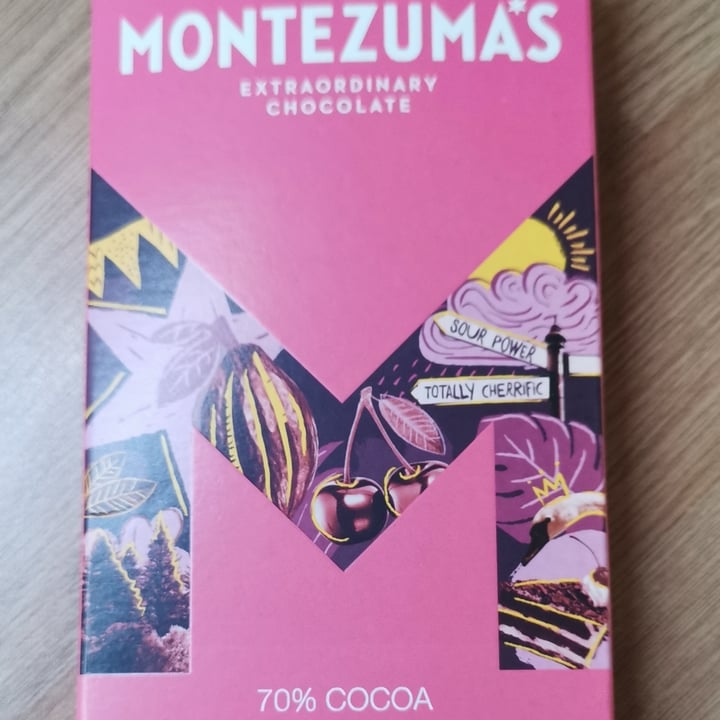 MONTEZUMA'S
EXTRAORDINARY
CHOCOLATE
SOUR POWER
TOTALLY CHERRIFIC
70% COCOA